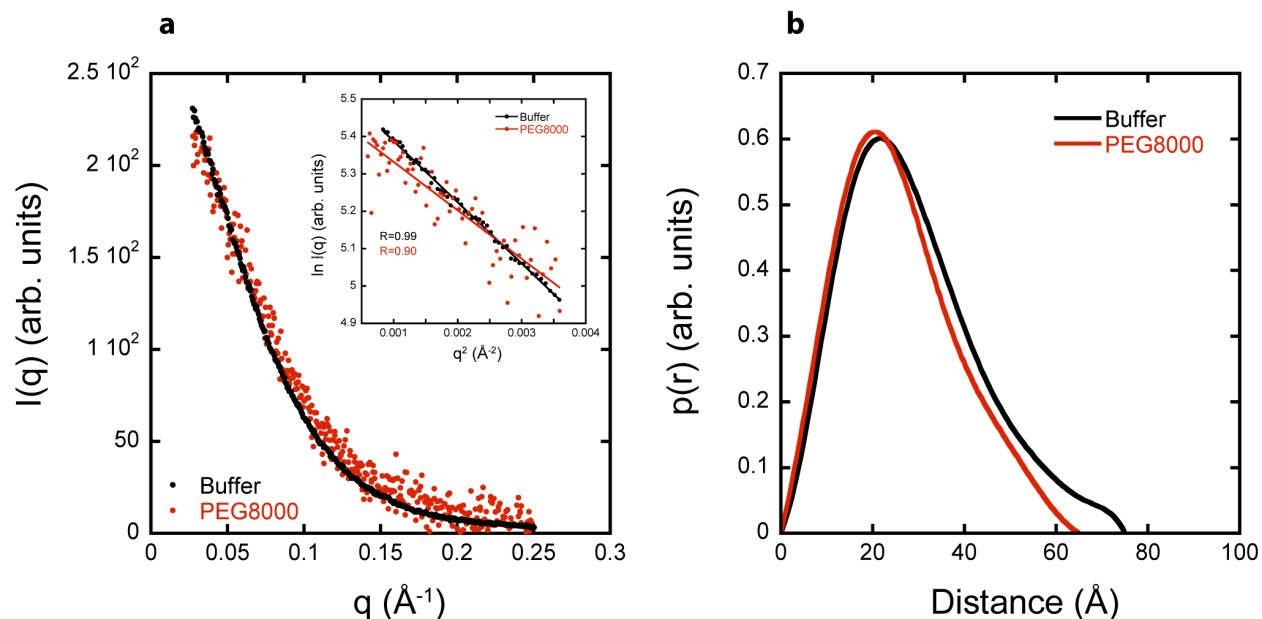 a
2.5 10²
2 10²
1.5 10²
1 10²
50
0
I(q) (arb. units)
0
0.05
0.1
0.15
0.2
0.25
0.3
q (Å⁻¹)
Buffer
PEG8000
5.5
5.4
5.3
5.2
5.1
5
4.9
ln I(q) (arb. units)
0.001
0.002
0.003
0.004
q² (Å⁻²)
Buffer
PEG8000
R=0.99
R=0.90
b
0.7
0.6
0.5
0.4
0.3
0.2
0.1
0
p(r) (arb. units)
0
20
40
60
80
100
Distance (Å)
Buffer
PEG8000